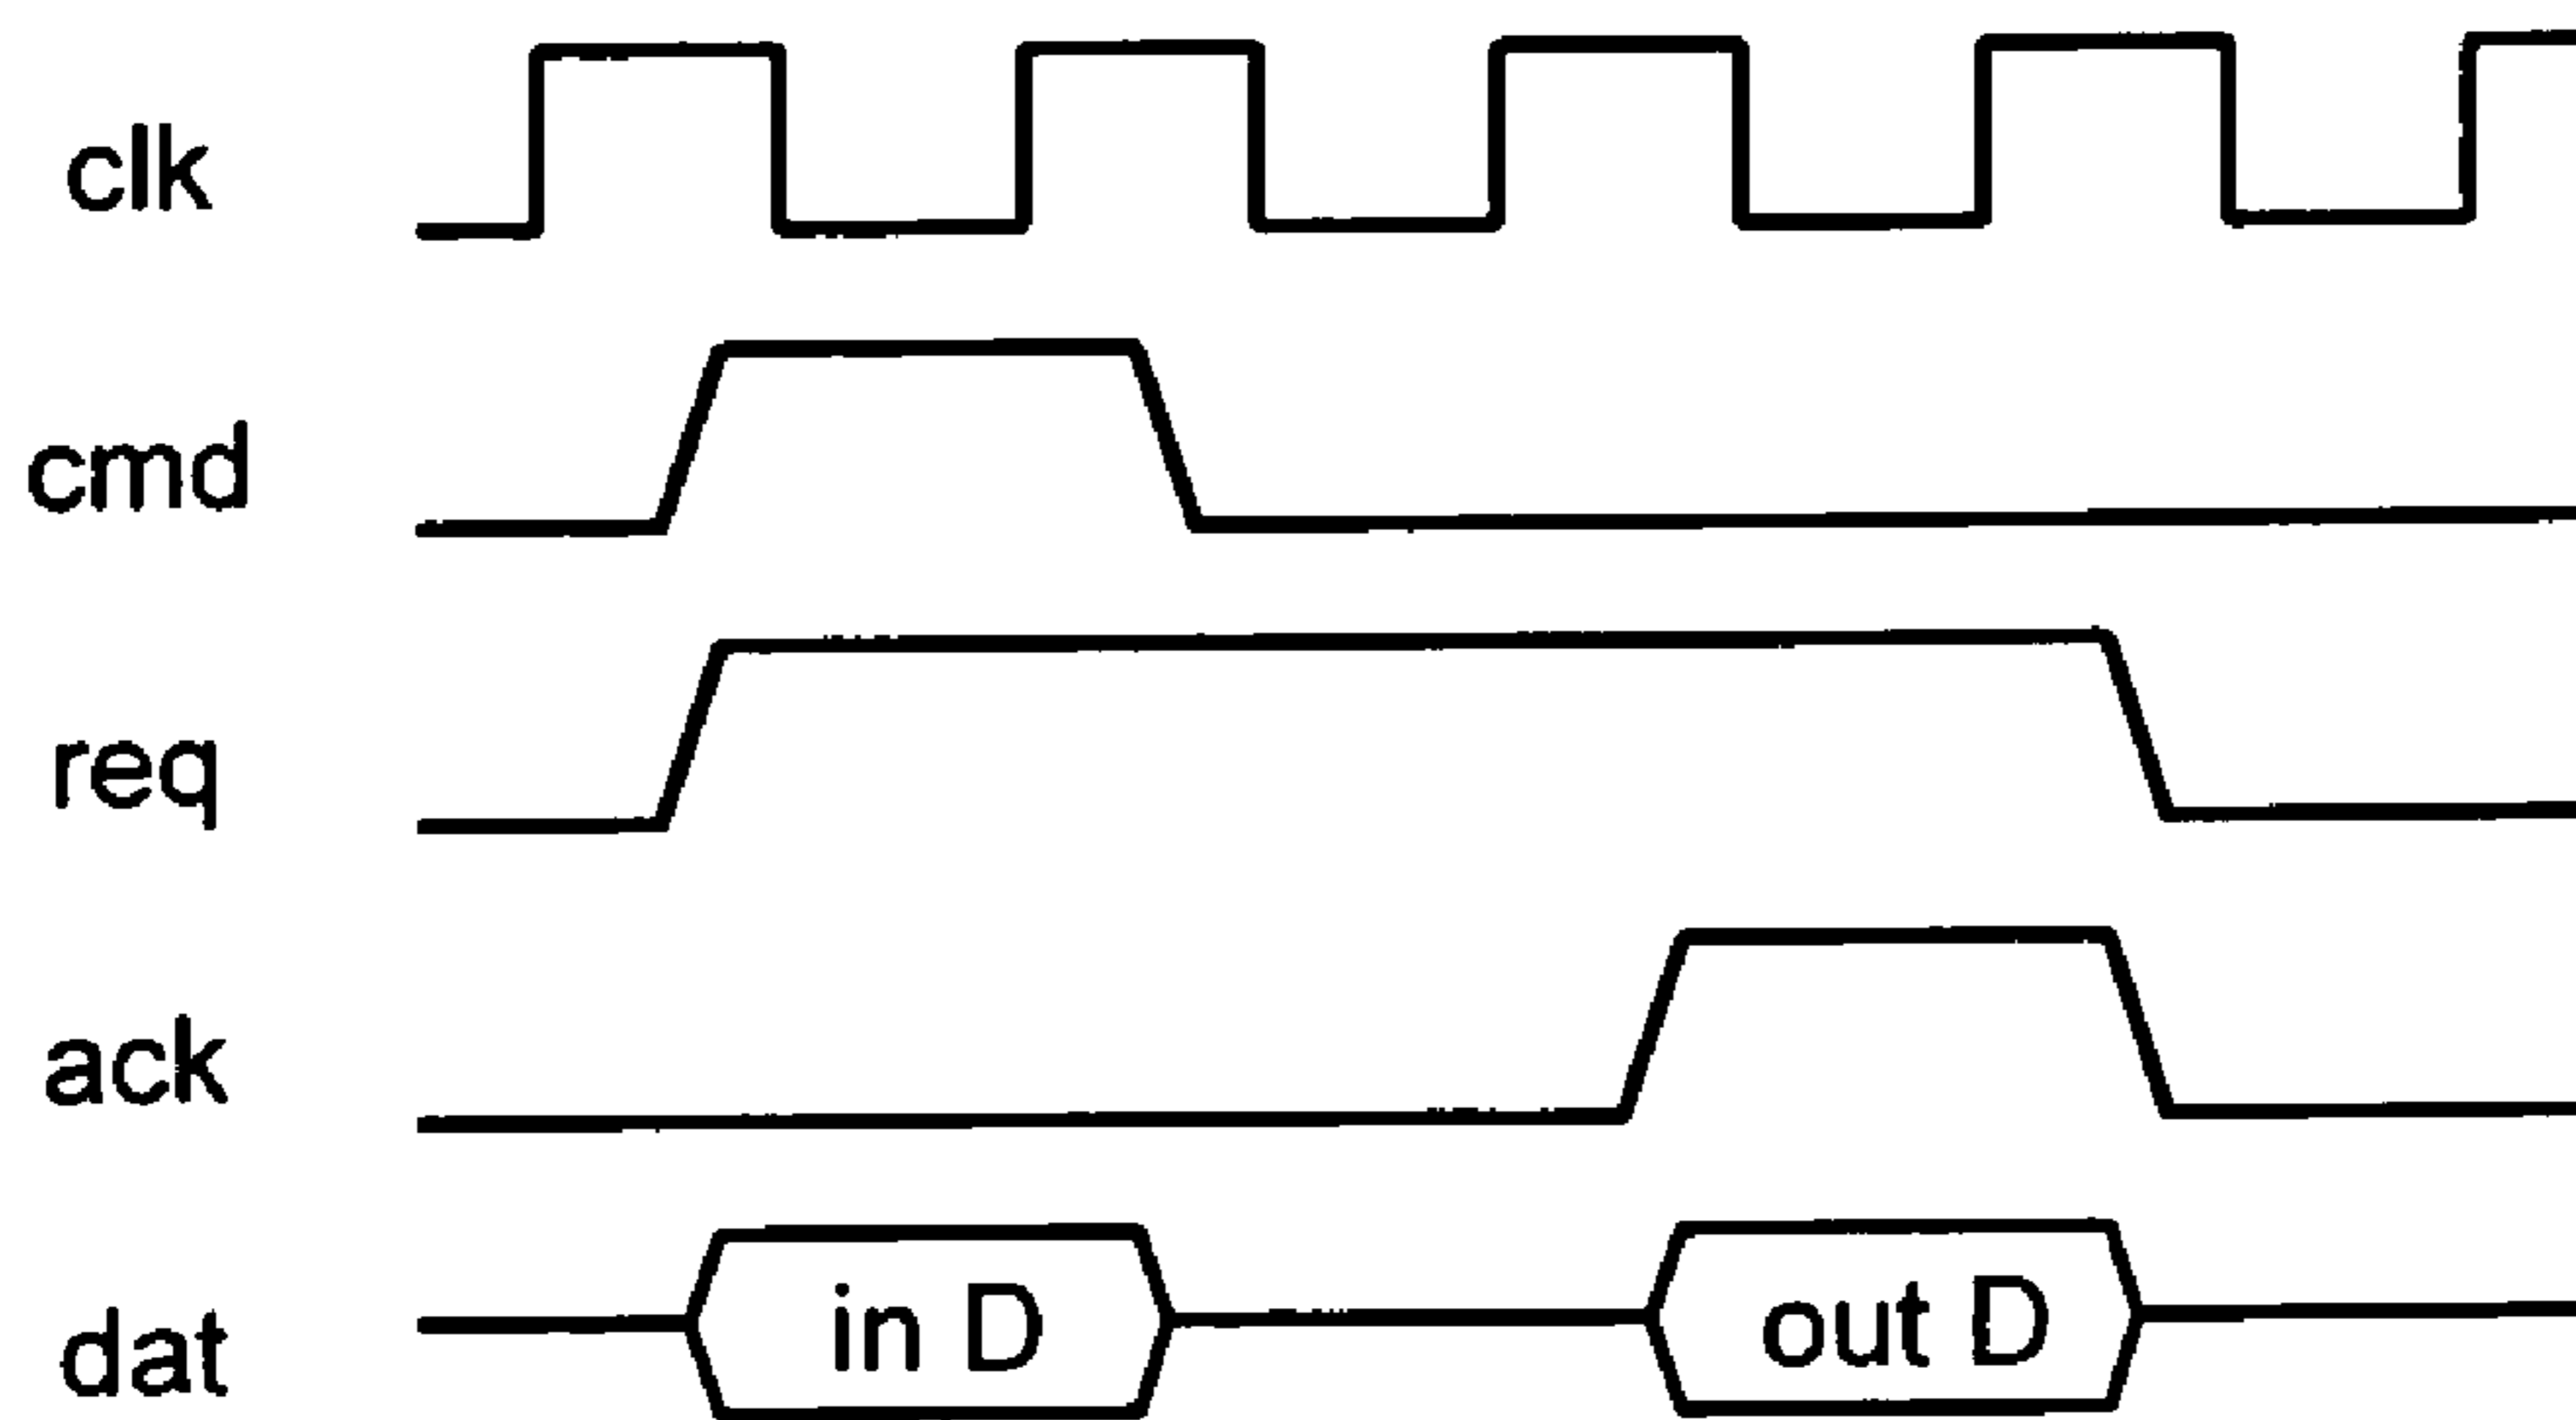 clk
cmd
req
ack
dat
in D
out D